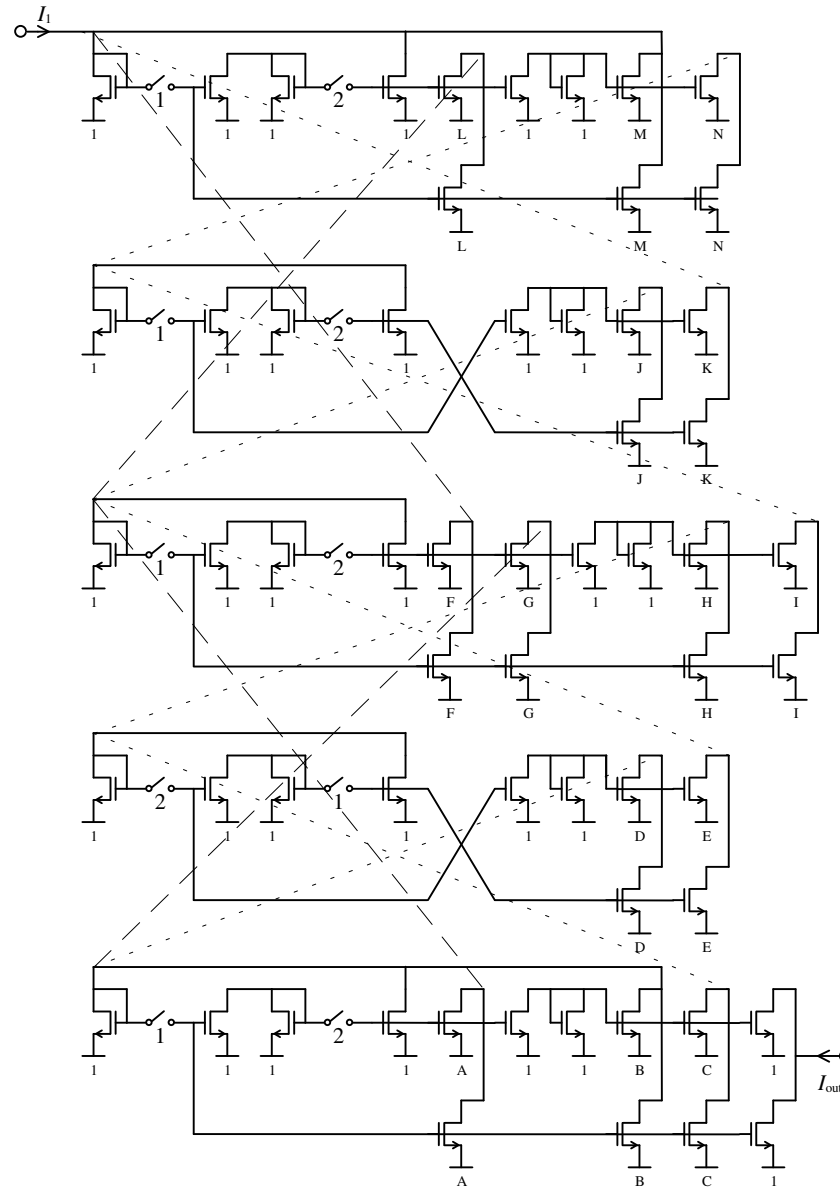 I1
1 2
1 1 1 1 L 1 1 M N
L M N
1 2
1 1 1 1 1 1 J K
J K
1 2
1 1 1 1 F G 1 1 H I
F G H I
2 1
1 1 1 1 1 1 D E
D E
1 2
1 1 1 1 A 1 1 B C 1
Iout
A B C 1